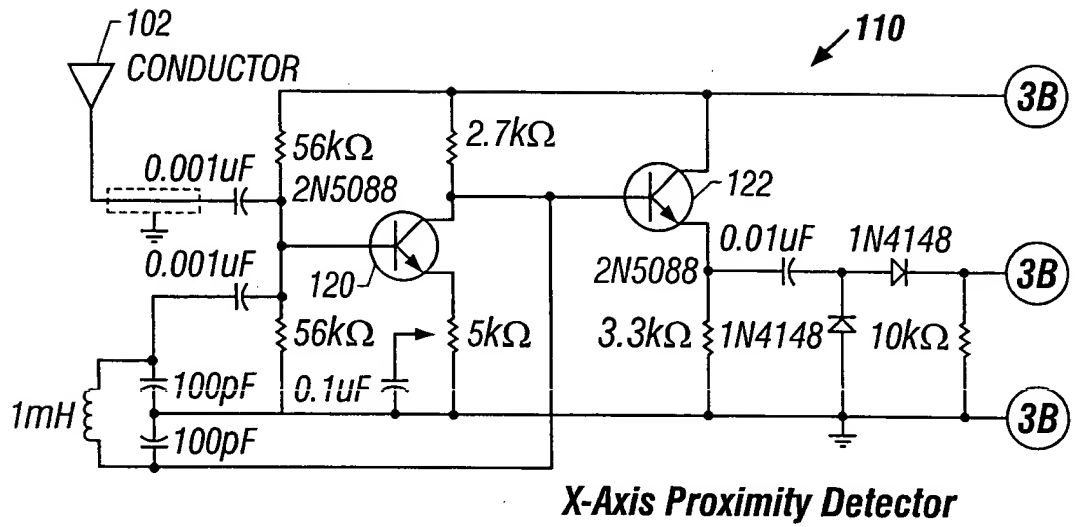 102
CONDUCTOR
110
3B
56kΩ
2.7kΩ
0.001uF
2N5088
122
0.001uF
120
0.01uF
1N4148
2N5088
3B
56kΩ
5kΩ
3.3kΩ
1N4148
10kΩ
100pF
0.1uF
1mH
100pF
3B
X-Axis Proximity Detector